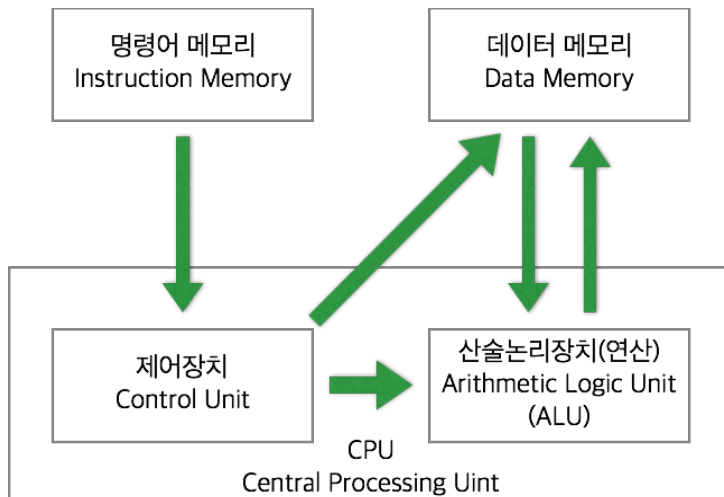 명령어 메모리
Instruction Memory
데이터 메모리
Data Memory
제어장치
Control Unit
산술논리장치(연산)
Arithmetic Logic Unit
(ALU)
CPU
Central Processing Uint